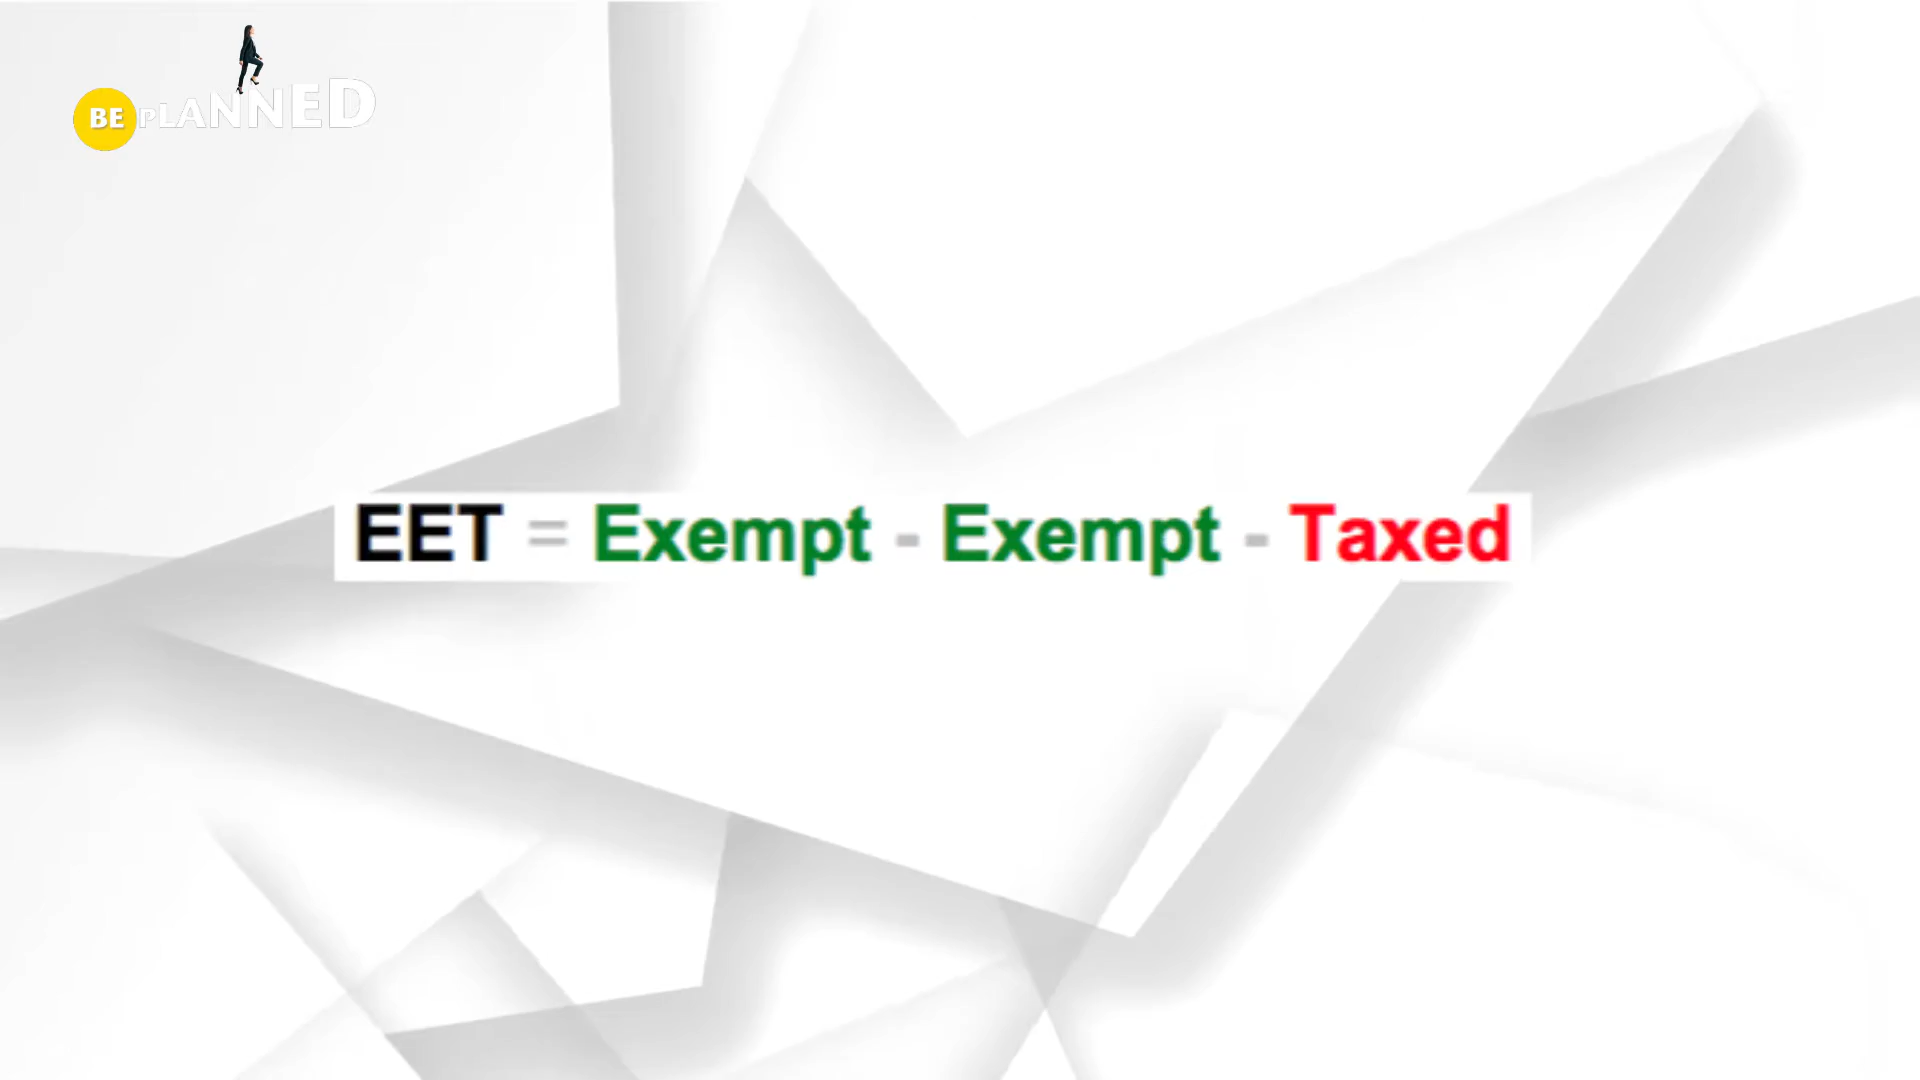 BE PLANNED
EET = Exempt - Exempt - Taxed